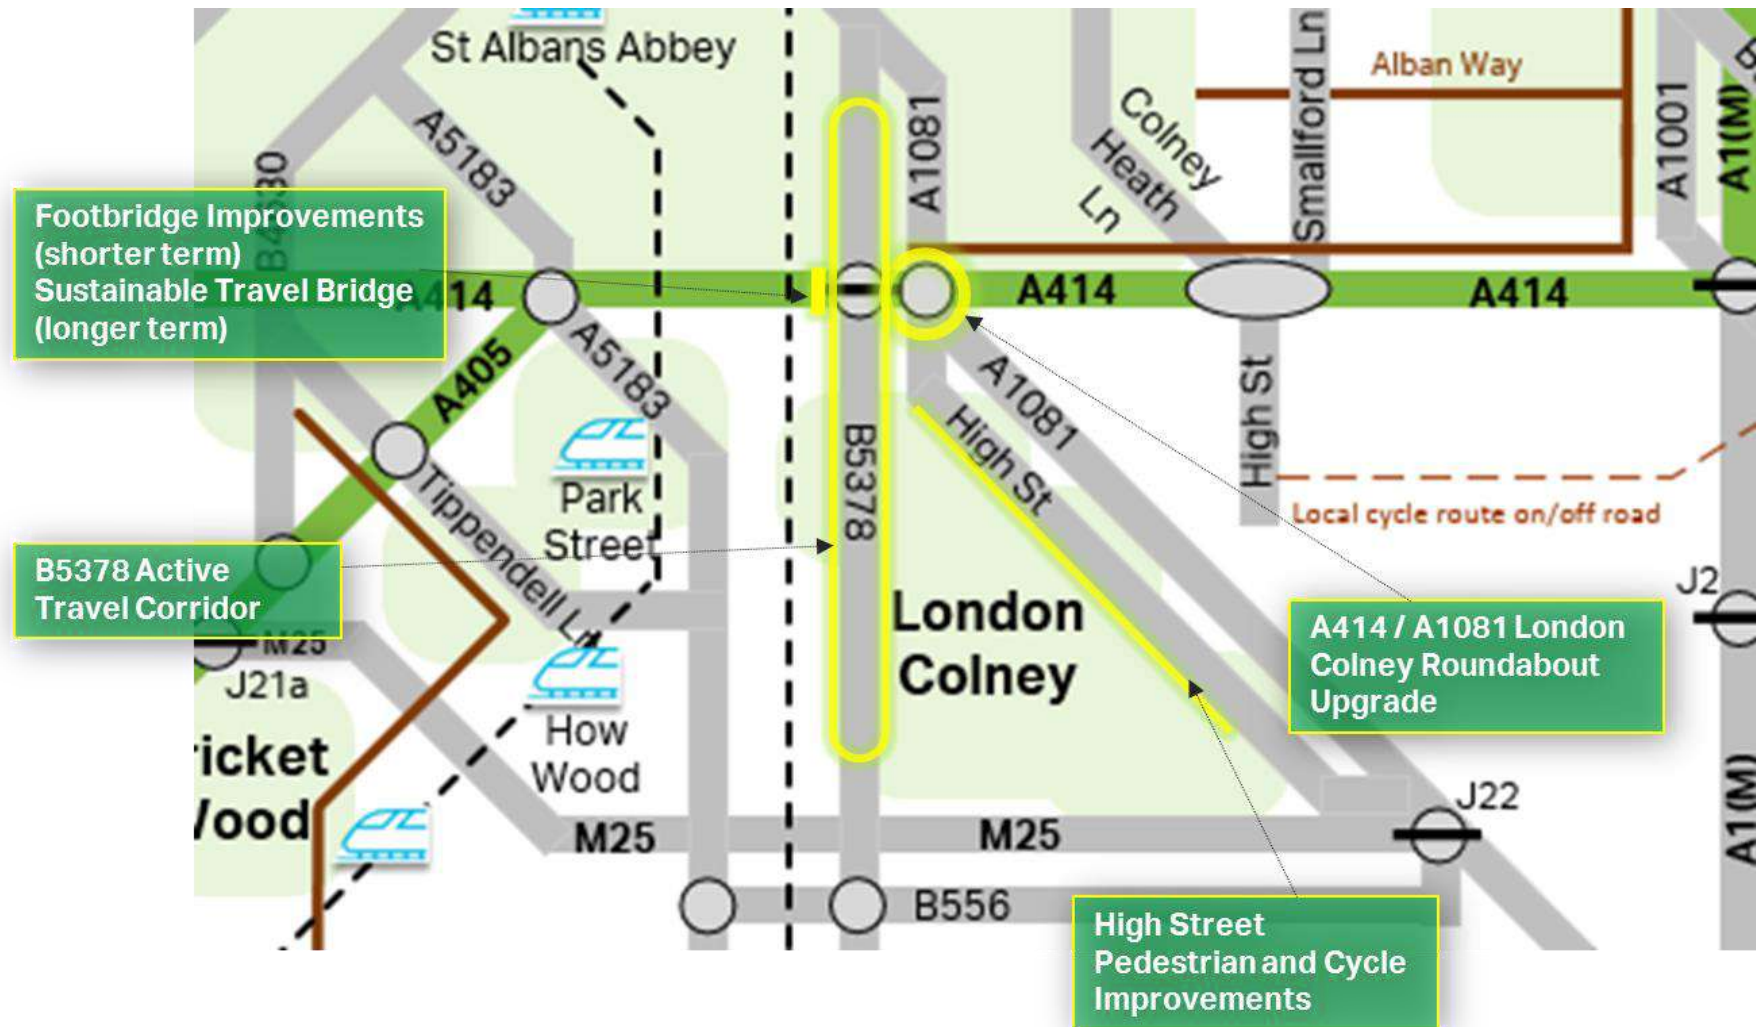 St Albans Abbey
A5183
A1081
Colney
Heath
Ln
Smallford Ln
Alban Way
A1001
A1(M)
B4630
Footbridge Improvements
(shorter term)
Sustainable Travel Bridge
(longer term)
A414
A414
A414
A405
A5183
A1081
High St
High St
B5378
Park
Street
Tippendell Ln
Local cycle route on/off road
B5378 Active
Travel Corridor
M25
J21a
London
Colney
J2
A414 / A1081 London
Colney Roundabout
Upgrade
How
Wood
ricket
Wood
J22
M25
M25
A1(M)
B556
High Street
Pedestrian and Cycle
Improvements